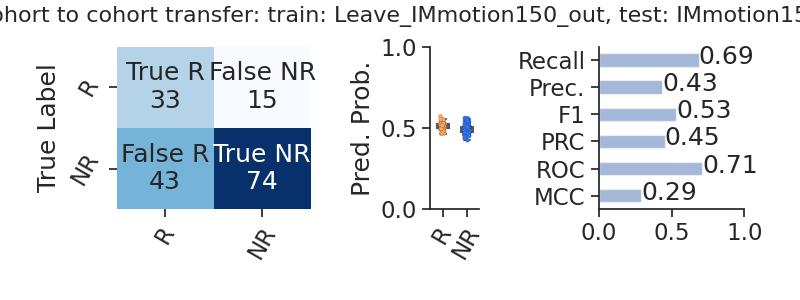 hort to cohort transfer: train: Leave_IMmotion150_out, test: IMmotion15
True Label
R
NR
True R
33
False NR
15
False R
43
True NR
74
R
NR
Pred. Prob.
1.0
0.5
0.0
R
NR
Recall
0.69
Prec.
0.43
F1
0.53
PRC
0.45
ROC
0.71
MCC
0.29
0.0
0.5
1.0